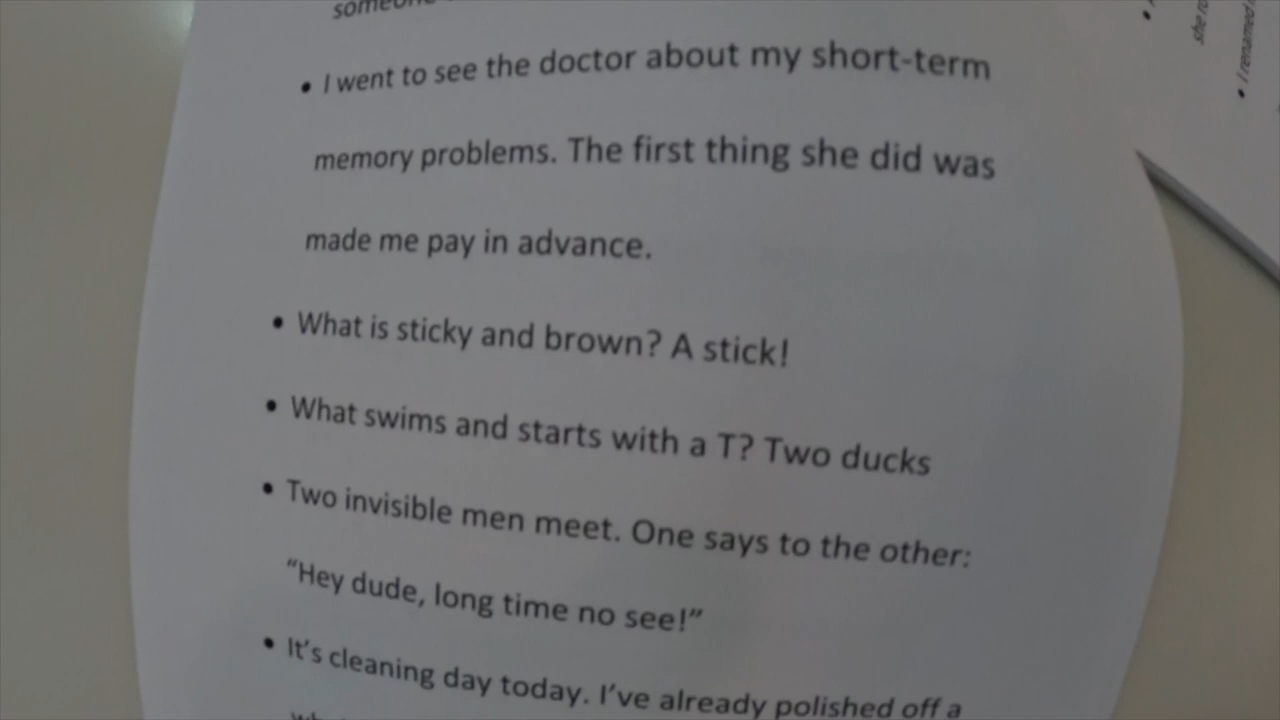 • I went to see the doctor about my short-term
memory problems. The first thing she did was
made me pay in advance.
• What is sticky and brown? A stick!
• What swims and starts with a T? Two ducks
• Two invisible men meet. One says to the other:
“Hey dude, long time no see!”
• It’s cleaning day today. I’ve already polished off a
she
• I renamed